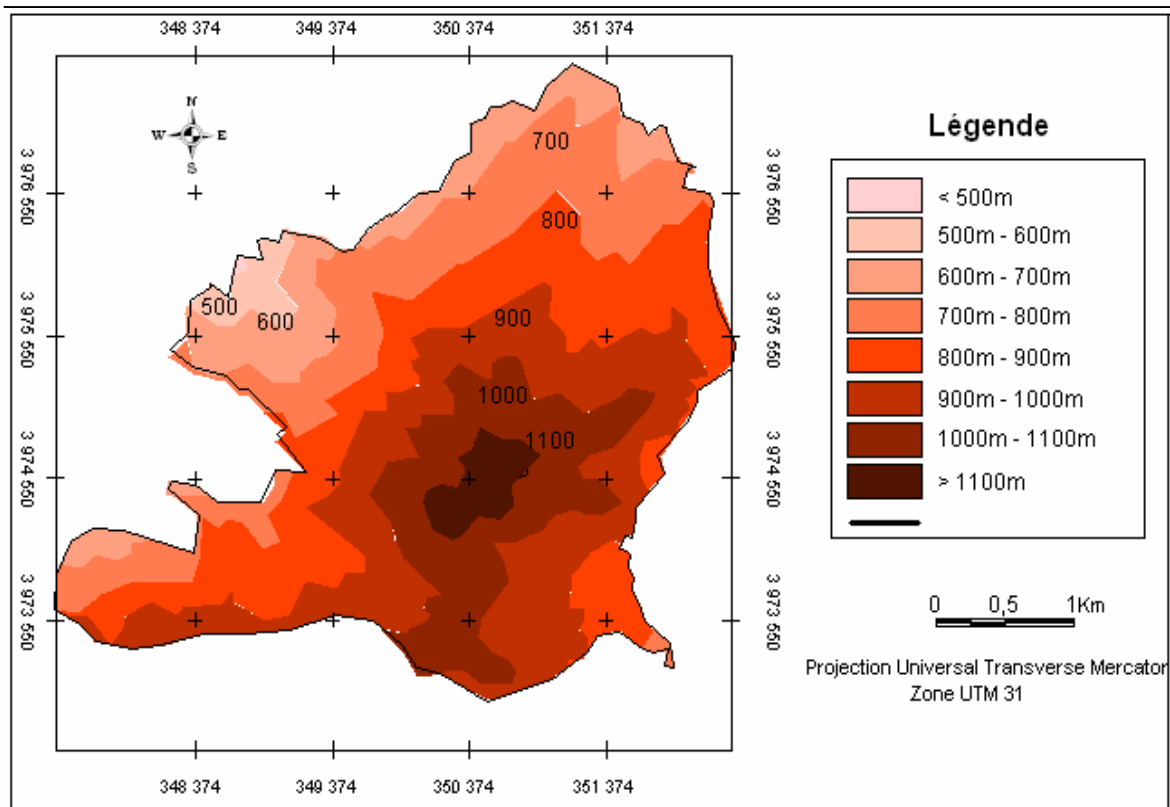 348 374 349 374 350 374 351 374
N
W E
S
3 976 550
3 975 550
3 974 550
3 973 550
700
800
500
600
900
1000
1100
3 976 550
3 975 550
3 974 550
3 973 550
348 374 349 374 350 374 351 374
Légende
< 500m
500m - 600m
600m - 700m
700m - 800m
800m - 900m
900m - 1000m
1000m - 1100m
> 1100m
0 0,5 1Km
Projection Universal Transverse Mercator
Zone UTM 31